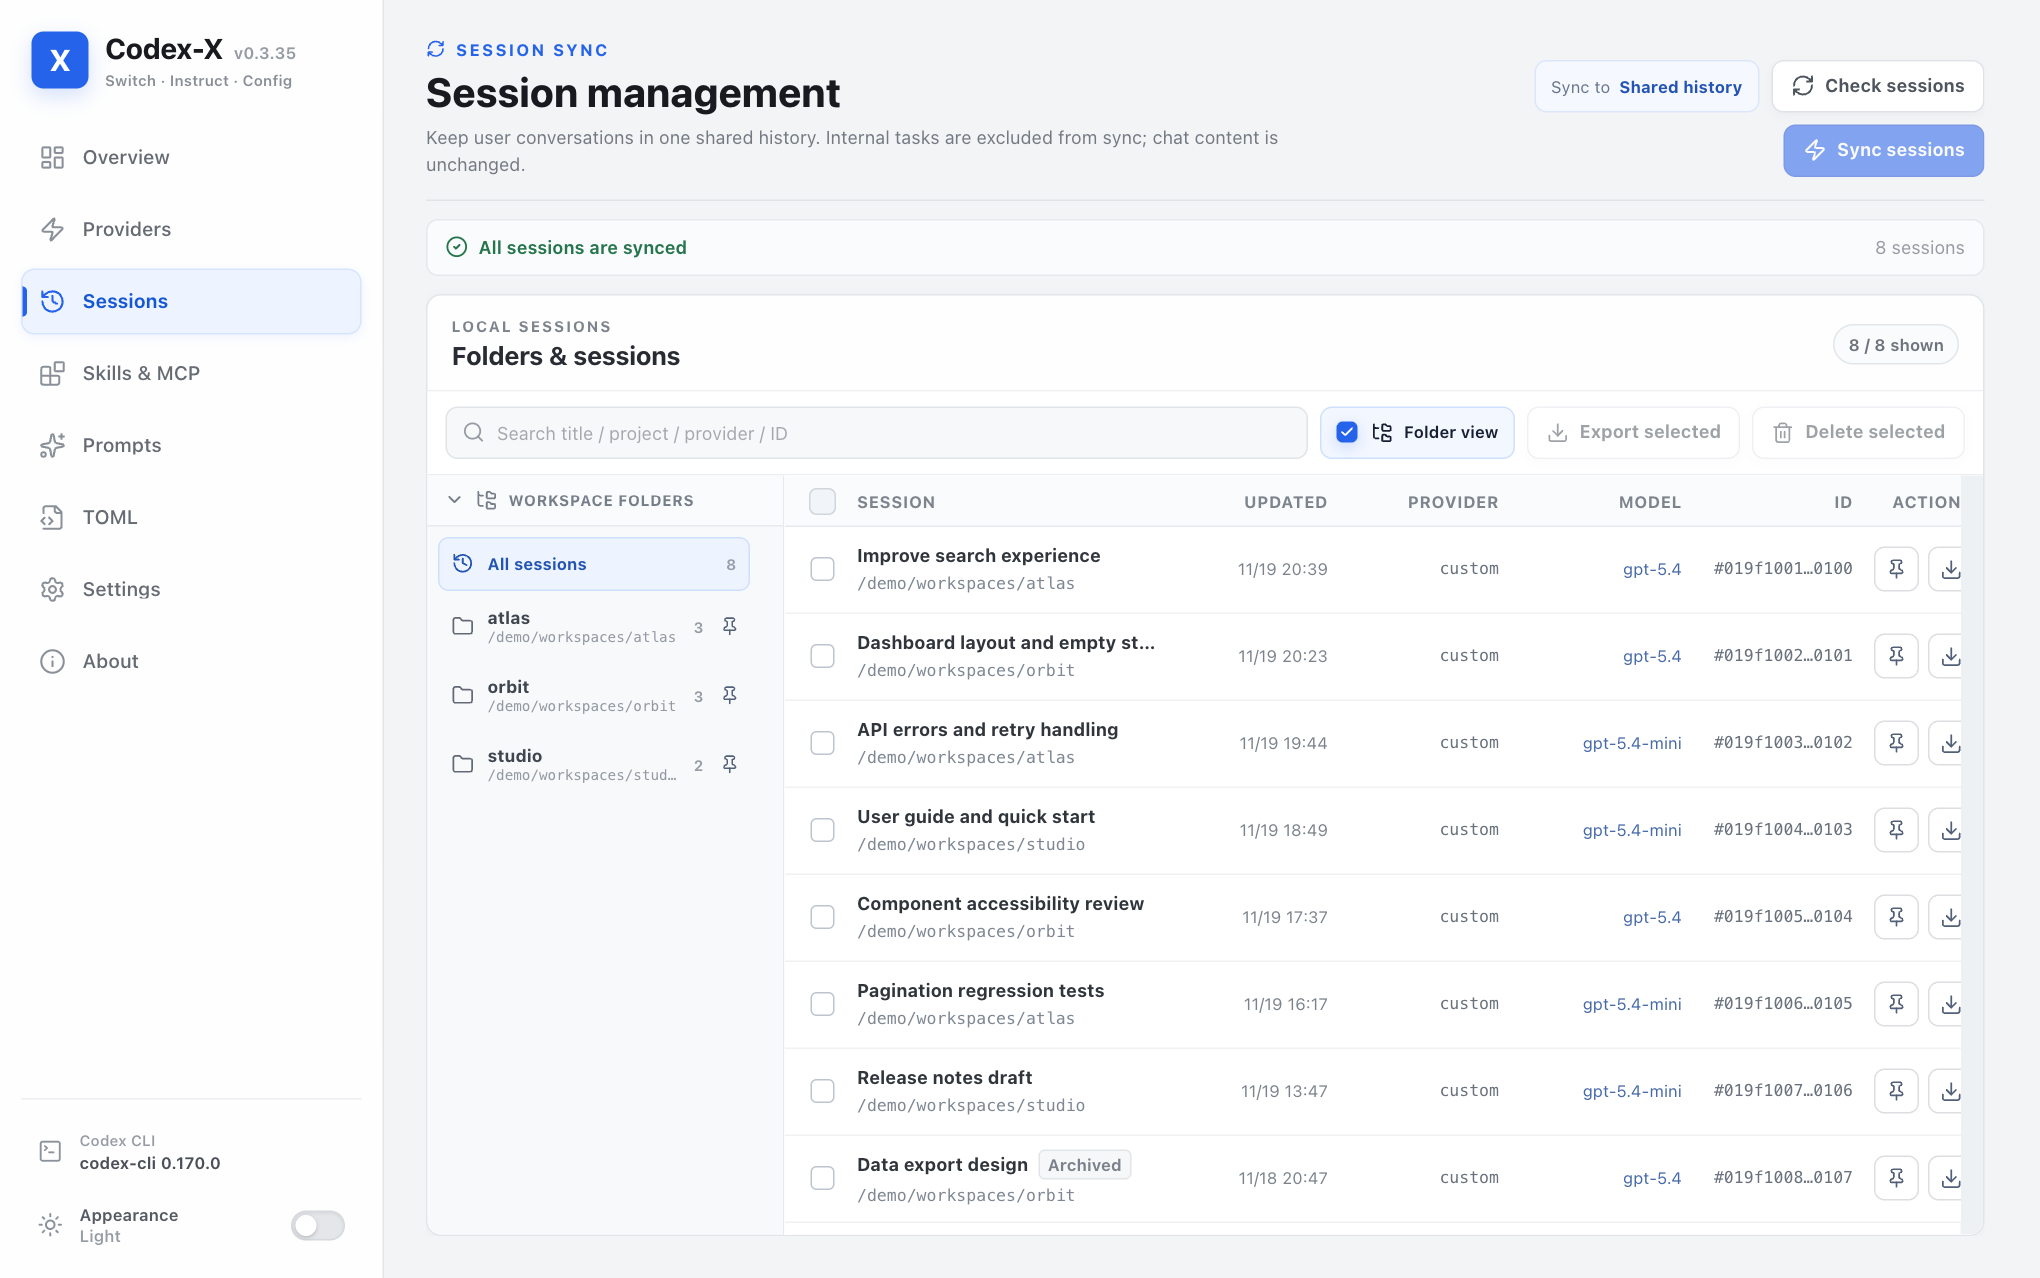 X
Codex-X v0.3.35
Switch · Instruct · Config
Overview
Providers
Sessions
Skills & MCP
Prompts
TOML
Settings
About
Codex CLI
codex-cli 0.170.0
Appearance
Light
SESSION SYNC
Session management
Keep user conversations in one shared history. Internal tasks are excluded from sync; chat content is
unchanged.
Sync to Shared history
Check sessions
Sync sessions
All sessions are synced
8 sessions
LOCAL SESSIONS
Folders & sessions
8 / 8 shown
Search title / project / provider / ID
Folder view
Export selected
Delete selected
WORKSPACE FOLDERS
All sessions 8
atlas
/demo/workspaces/atlas 3
orbit
/demo/workspaces/orbit 3
studio
/demo/workspaces/stud… 2
SESSION UPDATED PROVIDER MODEL ID ACTION
Improve search experience
/demo/workspaces/atlas
11/19 20:39 custom gpt-5.4 #019f1001…0100
Dashboard layout and empty st...
/demo/workspaces/orbit
11/19 20:23 custom gpt-5.4 #019f1002…0101
API errors and retry handling
/demo/workspaces/atlas
11/19 19:44 custom gpt-5.4-mini #019f1003…0102
User guide and quick start
/demo/workspaces/studio
11/19 18:49 custom gpt-5.4-mini #019f1004…0103
Component accessibility review
/demo/workspaces/orbit
11/19 17:37 custom gpt-5.4 #019f1005…0104
Pagination regression tests
/demo/workspaces/atlas
11/19 16:17 custom gpt-5.4-mini #019f1006…0105
Release notes draft
/demo/workspaces/studio
11/19 13:47 custom gpt-5.4-mini #019f1007…0106
Data export design Archived
/demo/workspaces/orbit
11/18 20:47 custom gpt-5.4 #019f1008…0107